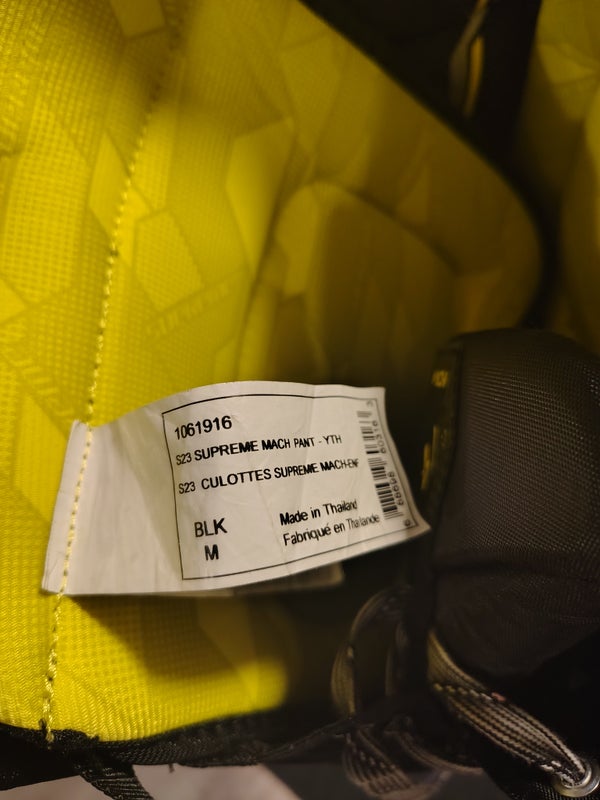 1061916
S23 SUPREME MACH PANT - YTH
S23 CULOTTES SUPREME MACH-ENF
BLK
M
Made in Thailand
Fabriqué en Thaïlande